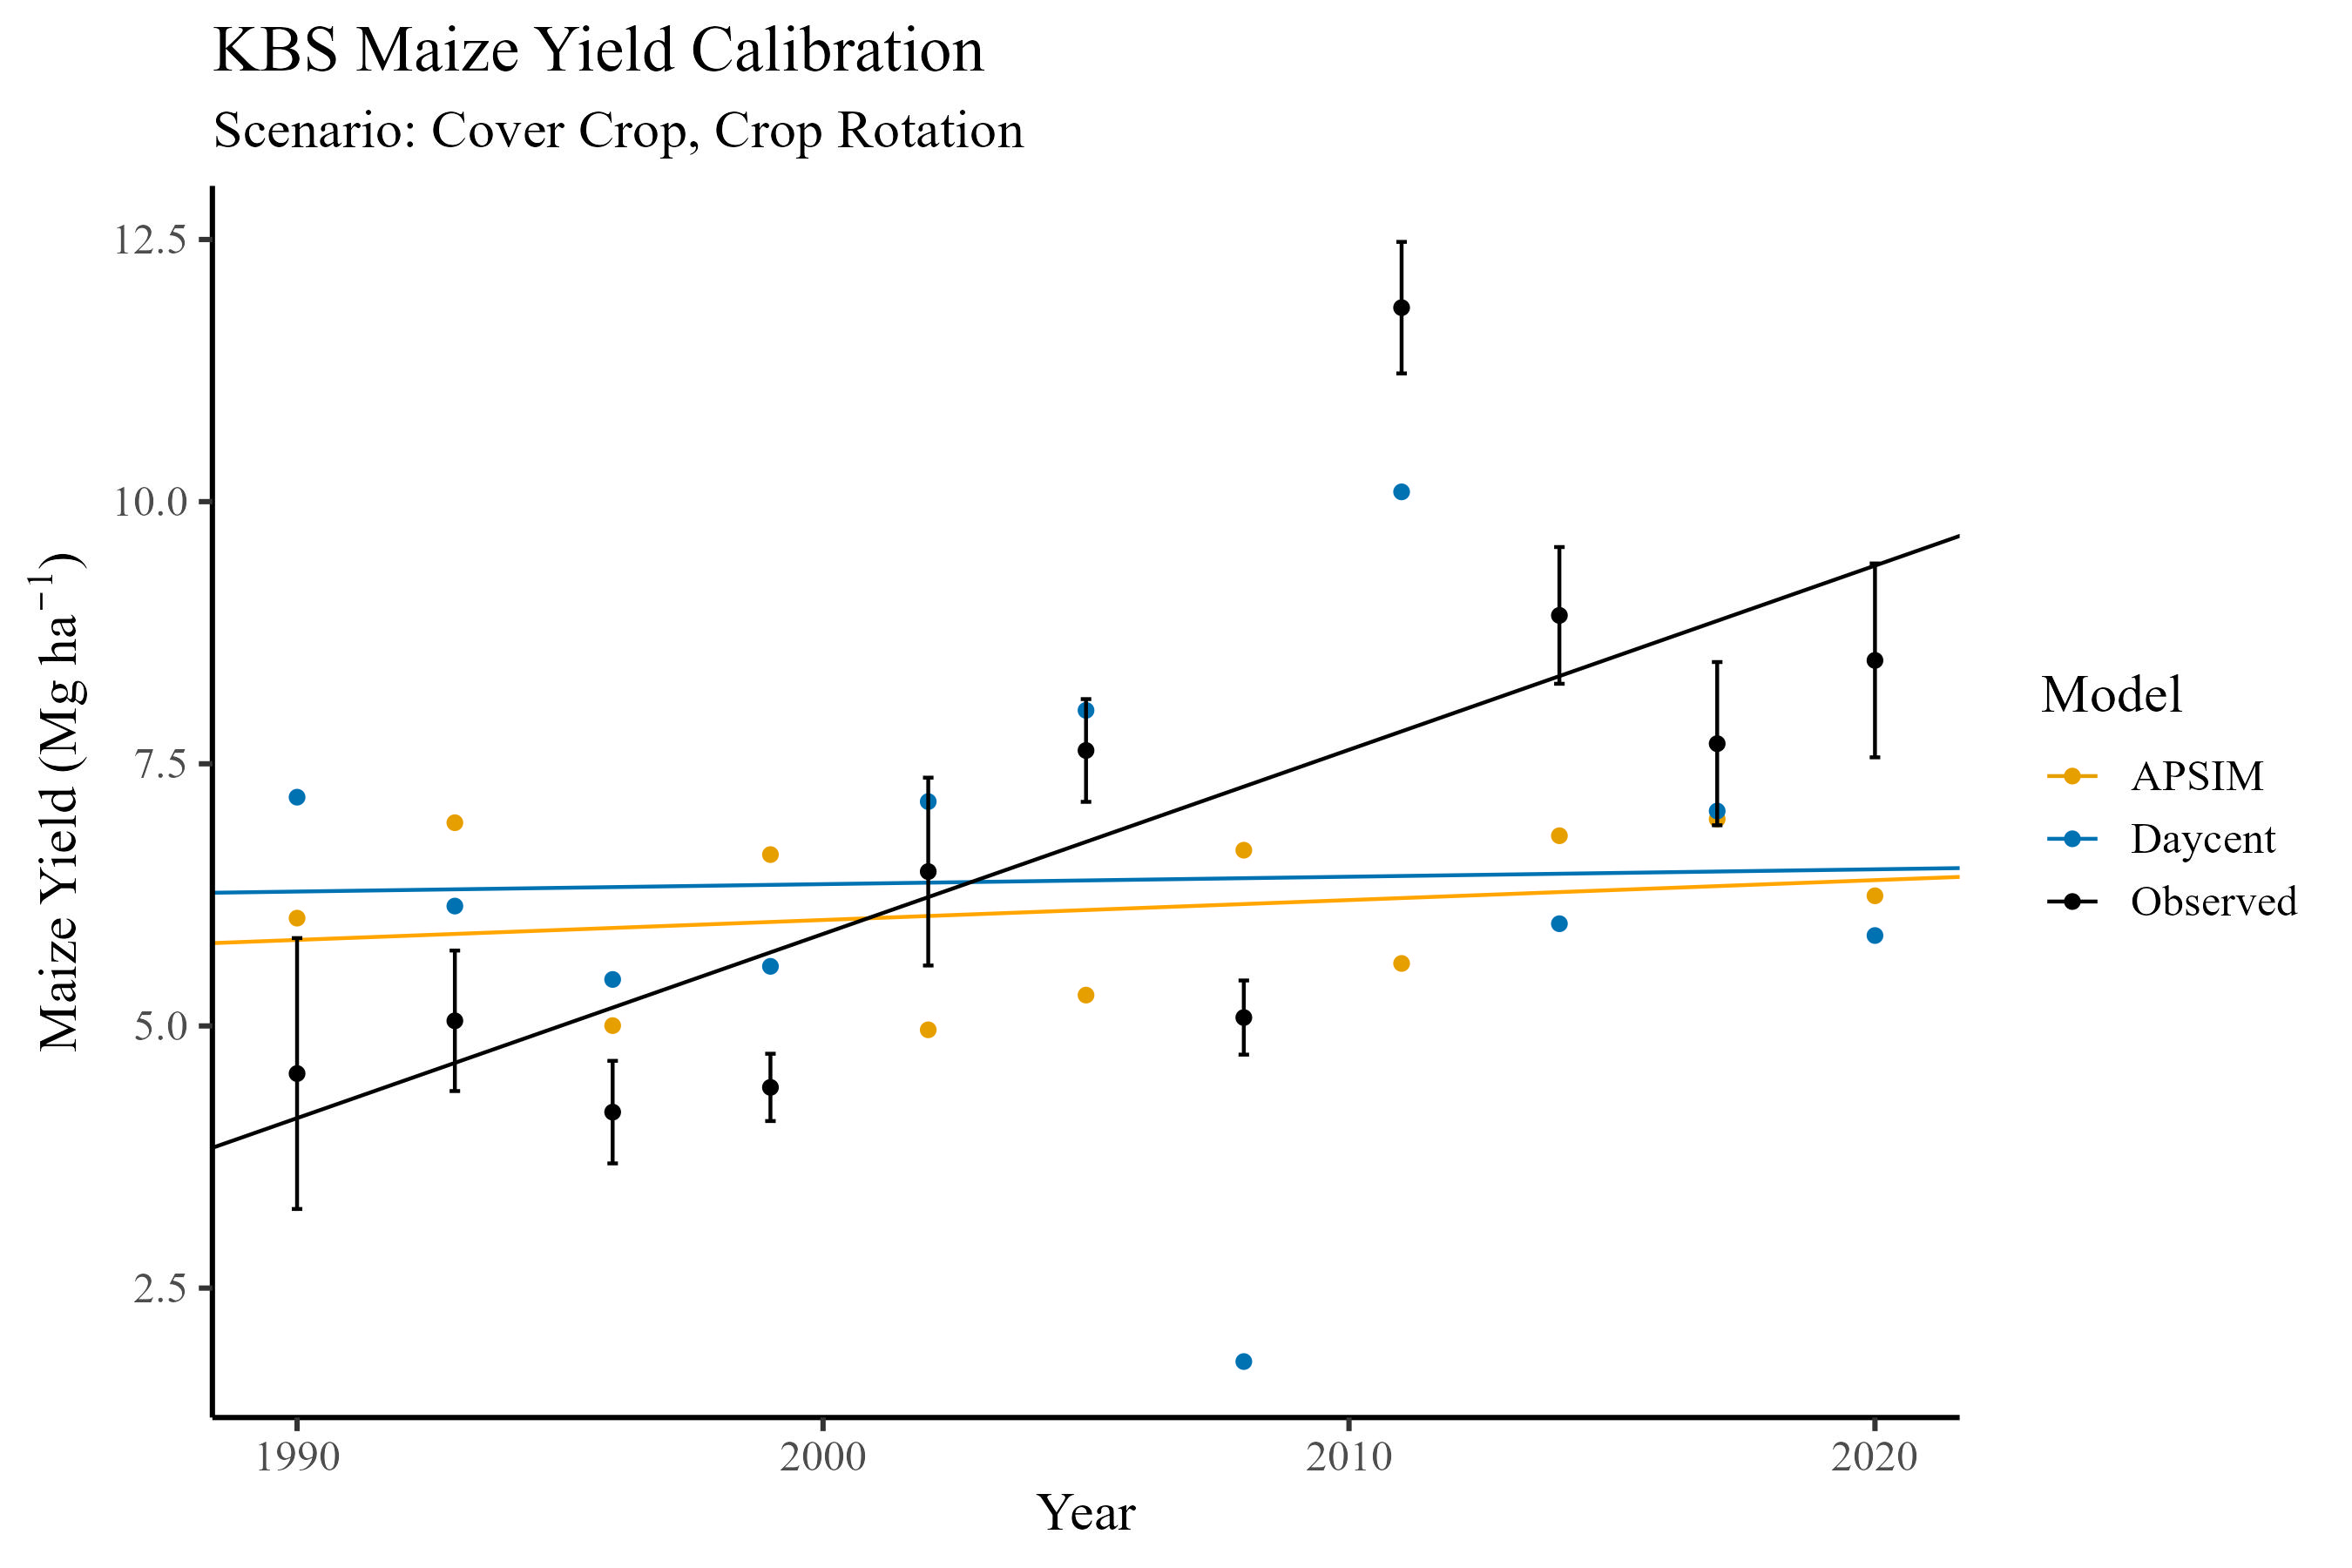 KBS Maize Yield Calibration
Scenario: Cover Crop, Crop Rotation
12.5
10.0
7.5
5.0
2.5
Maize Yield (Mg ha⁻¹)
1990
2000
2010
2020
Year
Model
APSIM
Daycent
Observed